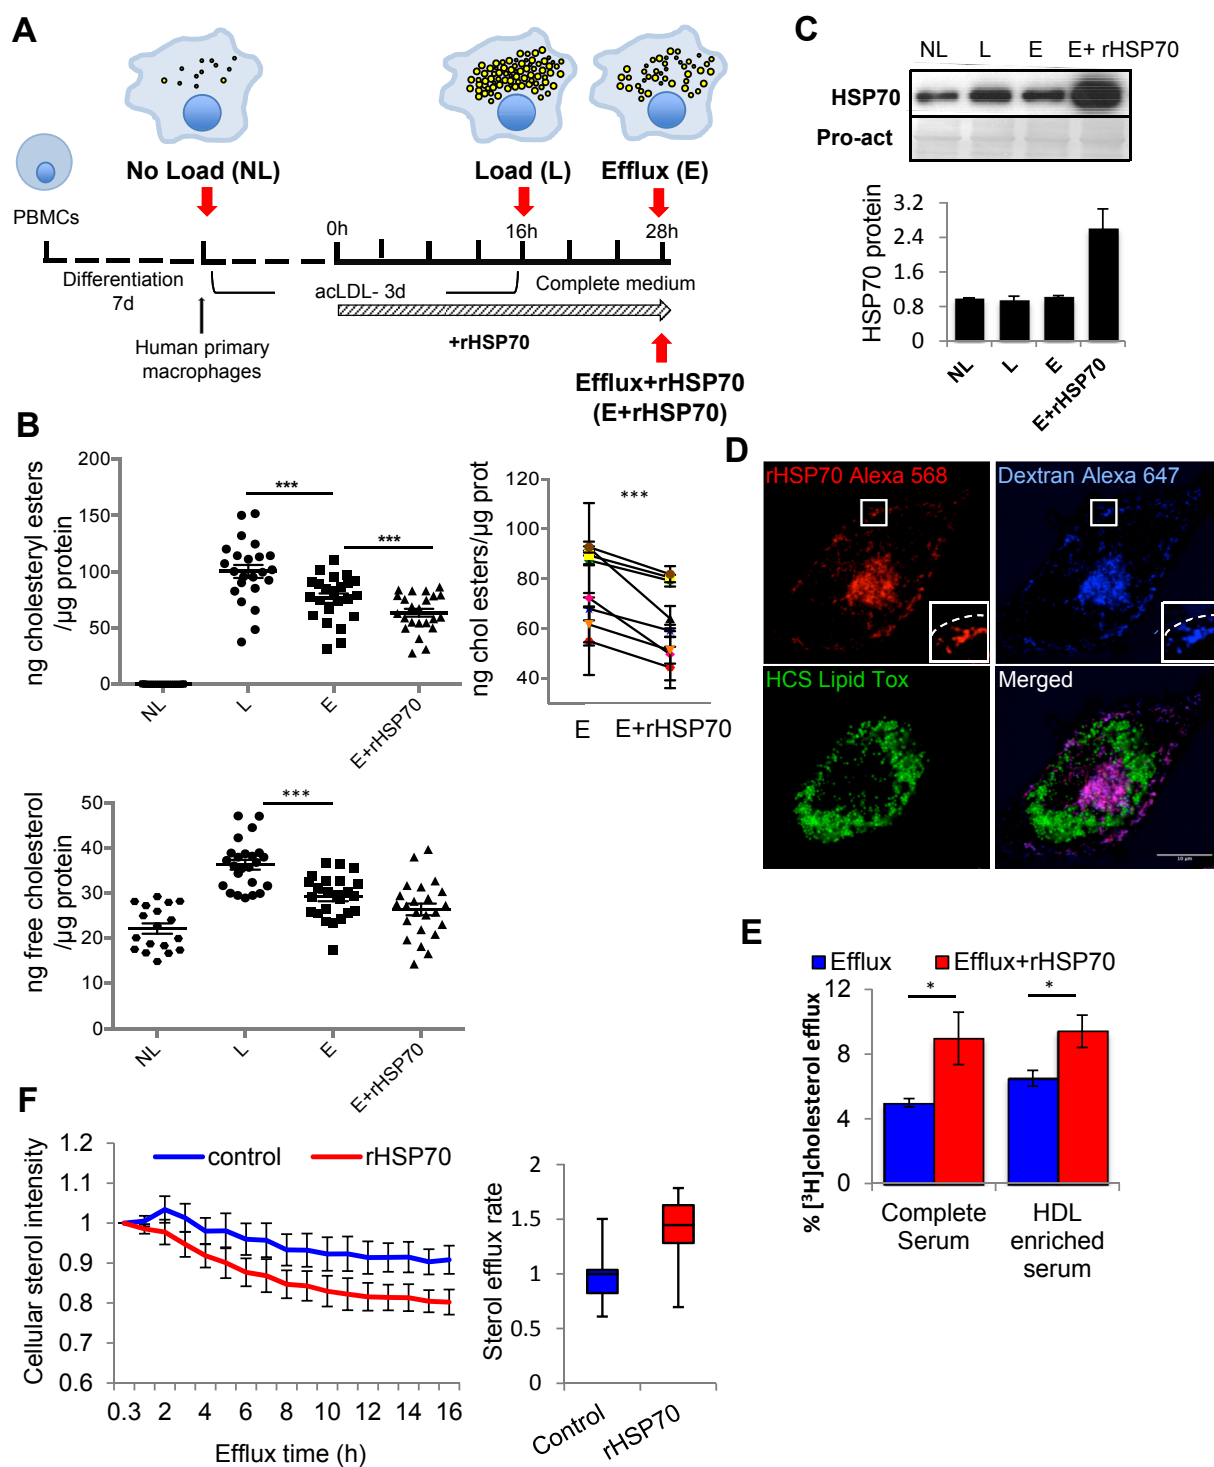 A
No Load (NL)
Load (L)
Efflux (E)
PBMCs
0h
16h
28h
Differentiation
7d
acLDL- 3d
Complete medium
+rHSP70
Human primary
macrophages
Efflux+rHSP70
(E+rHSP70)
B
ng cholesteryl esters
/µg protein
200
150
100
50
0
***
***
NL
L
E
E+rHSP70
ng chol esters/µg prot
120
100
80
60
40
***
E
E+rHSP70
ng free cholesterol
/µg protein
50
40
30
20
10
0
***
NL
L
E
E+rHSP70
C
NL
L
E
E+ rHSP70
HSP70
Pro-act
HSP70 protein
3.2
2.4
1.6
0.8
0
NL
L
E
E+rHSP70
D
rHSP70 Alexa 568
Dextran Alexa 647
HCS Lipid Tox
Merged
10 µm
E
Efflux
Efflux+rHSP70
% [³H]cholesterol efflux
12
8
4
0
*
*
Complete
Serum
HDL
enriched
serum
F
Cellular sterol intensity
1.2
1.1
1
0.9
0.8
0.7
0.6
control
rHSP70
0.3 2 4 6 8 10 12 14 16
Efflux time (h)
Sterol efflux rate
2
1.5
1
0.5
0
Control
rHSP70